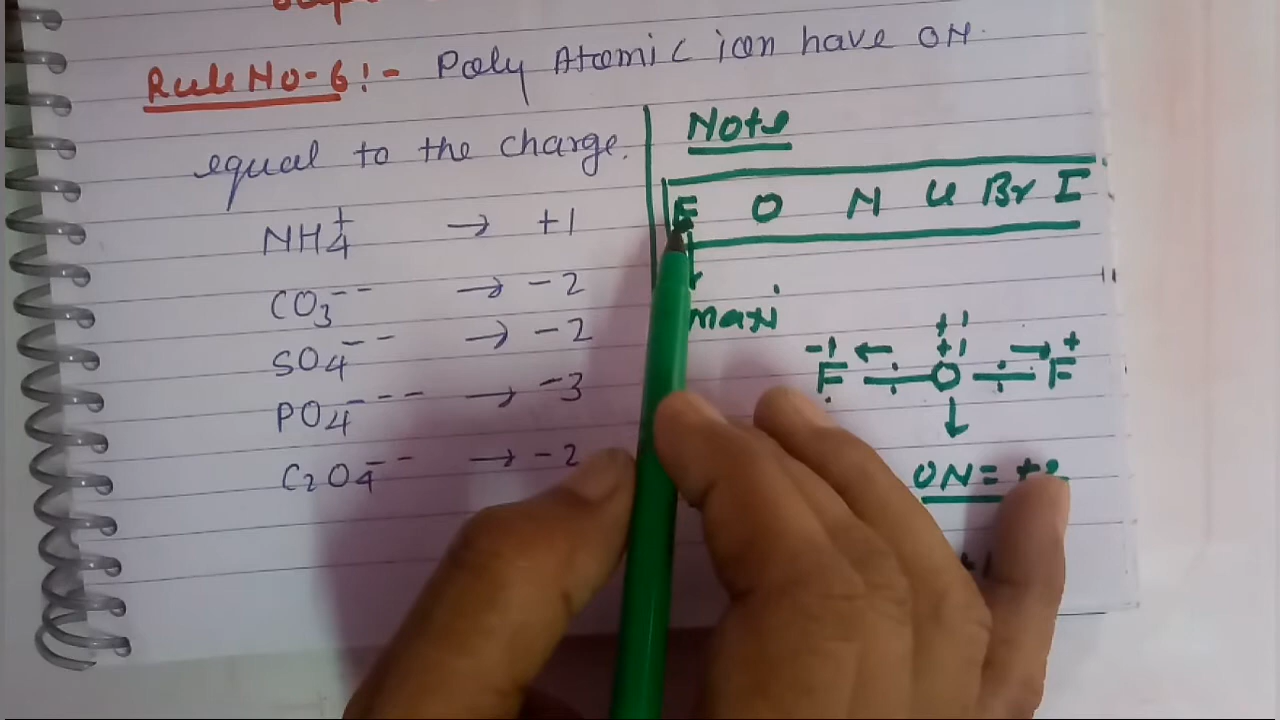 Rule No-6:- Poly Atomic ion have ON.
equal to the charge.
NH4+ → +1
CO3-- → -2
SO4-- → -2
PO4--- → -3
C2O4-- → -2
Note
F O N Cl Br I
↓
maxi
+1
-1 ← +1 → +
F ÷ O ÷ F
↓
ON=